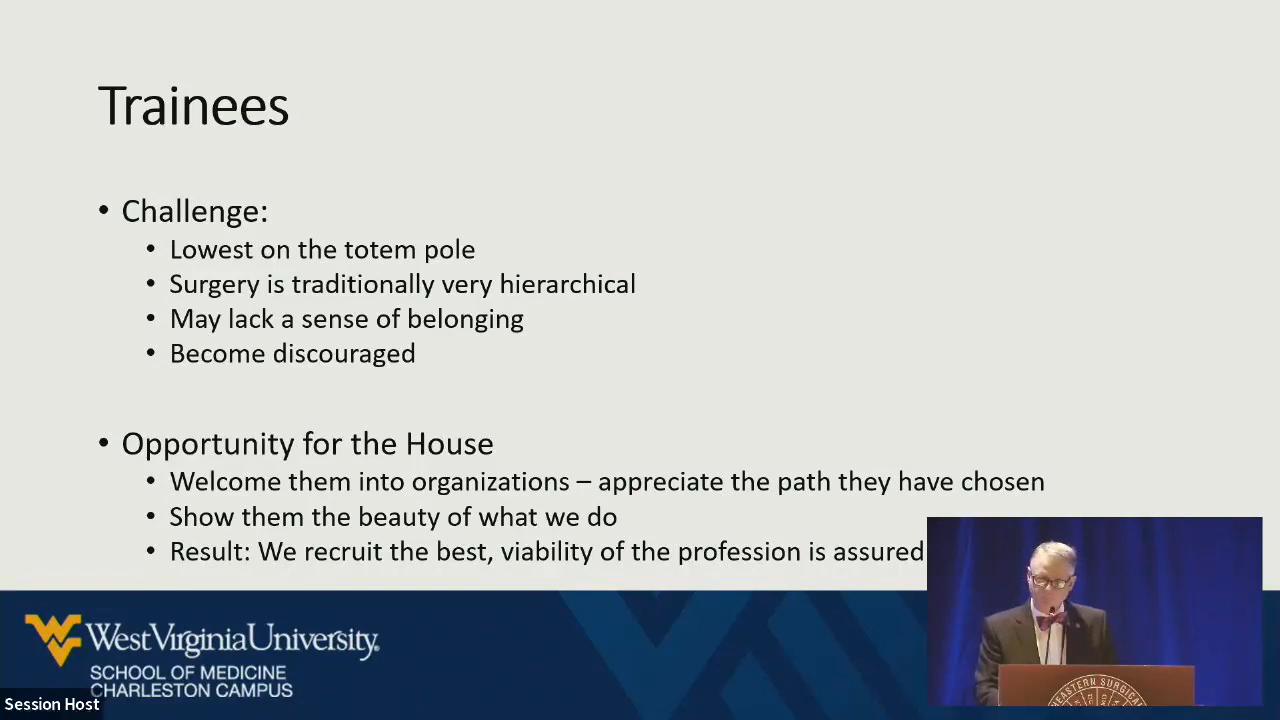 Trainees
• Challenge:
• Lowest on the totem pole
• Surgery is traditionally very hierarchical
• May lack a sense of belonging
• Become discouraged
• Opportunity for the House
• Welcome them into organizations – appreciate the path they have chosen
• Show them the beauty of what we do
• Result: We recruit the best, viability of the profession is assured
WV WestVirginiaUniversity.
SCHOOL OF MEDICINE
CHARLESTON CAMPUS
Session Host